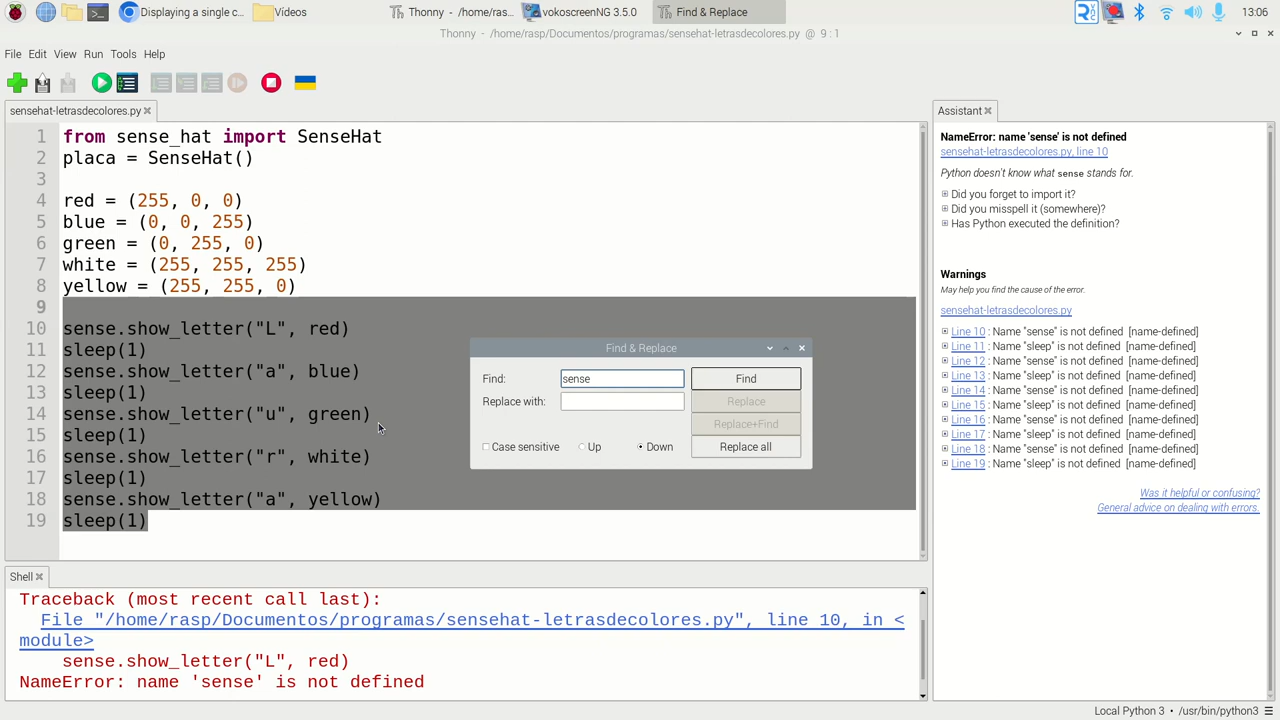 Displaying a single c...
Vídeos
Thonny - /home/ras...
vokoscreenNG 3.5.0
Find & Replace
13:06
Thonny - /home/rasp/Documentos/programas/sensehat-letrasdecolores.py @ 9 : 1
File Edit View Run Tools Help
sensehat-letrasdecolores.py
1 from sense_hat import SenseHat
2 placa = SenseHat()
3
4 red = (255, 0, 0)
5 blue = (0, 0, 255)
6 green = (0, 255, 0)
7 white = (255, 255, 255)
8 yellow = (255, 255, 0)
9
10 sense.show_letter("L", red)
11 sleep(1)
12 sense.show_letter("a", blue)
13 sleep(1)
14 sense.show_letter("u", green)
15 sleep(1)
16 sense.show_letter("r", white)
17 sleep(1)
18 sense.show_letter("a", yellow)
19 sleep(1)
Find & Replace
Find: sense Find
Replace with: Replace
Replace+Find
Case sensitive Up Down Replace all
Shell
Traceback (most recent call last):
File "/home/rasp/Documentos/programas/sensehat-letrasdecolores.py", line 10, in <
module>
sense.show_letter("L", red)
NameError: name 'sense' is not defined
Assistant
NameError: name 'sense' is not defined
sensehat-letrasdecolores.py, line 10
Python doesn't know what sense stands for.
Did you forget to import it?
Did you misspell it (somewhere)?
Has Python executed the definition?
Warnings
May help you find the cause of the error.
sensehat-letrasdecolores.py
Line 10 : Name "sense" is not defined [name-defined]
Line 11 : Name "sleep" is not defined [name-defined]
Line 12 : Name "sense" is not defined [name-defined]
Line 13 : Name "sleep" is not defined [name-defined]
Line 14 : Name "sense" is not defined [name-defined]
Line 15 : Name "sleep" is not defined [name-defined]
Line 16 : Name "sense" is not defined [name-defined]
Line 17 : Name "sleep" is not defined [name-defined]
Line 18 : Name "sense" is not defined [name-defined]
Line 19 : Name "sleep" is not defined [name-defined]
Was it helpful or confusing?
General advice on dealing with errors.
Local Python 3 • /usr/bin/python3